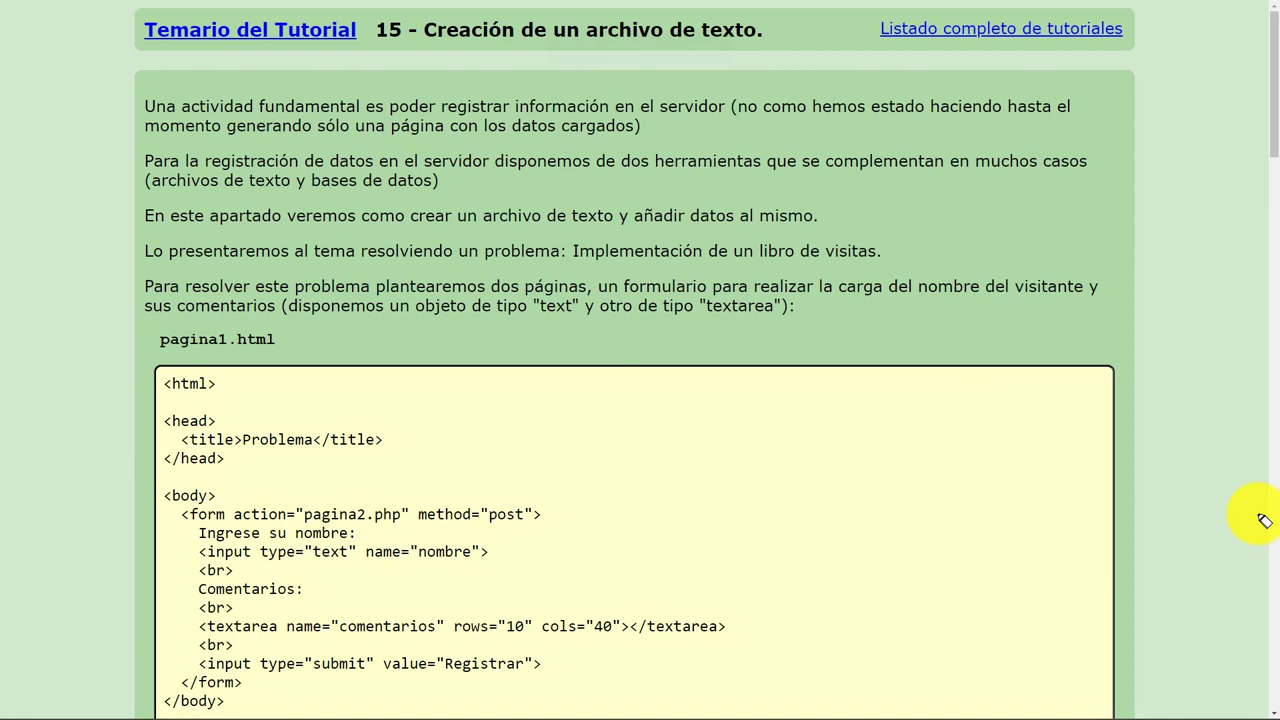 Temario del Tutorial 15 - Creación de un archivo de texto. Listado completo de tutoriales
Una actividad fundamental es poder registrar información en el servidor (no como hemos estado haciendo hasta el
momento generando sólo una página con los datos cargados)
Para la registración de datos en el servidor disponemos de dos herramientas que se complementan en muchos casos
(archivos de texto y bases de datos)
En este apartado veremos como crear un archivo de texto y añadir datos al mismo.
Lo presentaremos al tema resolviendo un problema: Implementación de un libro de visitas.
Para resolver este problema plantearemos dos páginas, un formulario para realizar la carga del nombre del visitante y
sus comentarios (disponemos un objeto de tipo "text" y otro de tipo "textarea"):
pagina1.html
<html>
<head>
<title>Problema</title>
</head>
<body>
<form action="pagina2.php" method="post">
Ingrese su nombre:
<input type="text" name="nombre">
<br>
Comentarios:
<br>
<textarea name="comentarios" rows="10" cols="40"></textarea>
<br>
<input type="submit" value="Registrar">
</form>
</body>